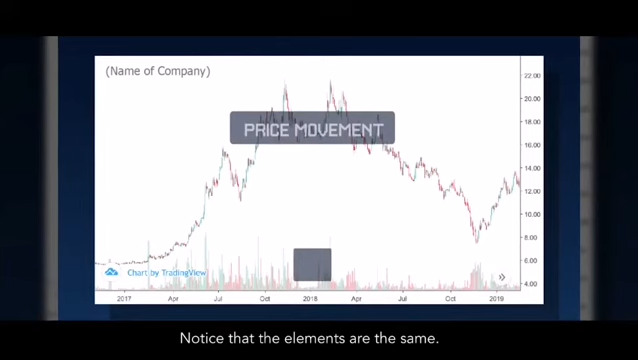 (Name of Company)
PRICE MOVEMENT
22.00
20.00
18.00
16.00
14.00
12.00
10.00
8.00
6.00
4.00
Chart by TradingView
2017 Apr Jul Oct 2018 Apr Jul Oct 2019
Notice that the elements are the same.